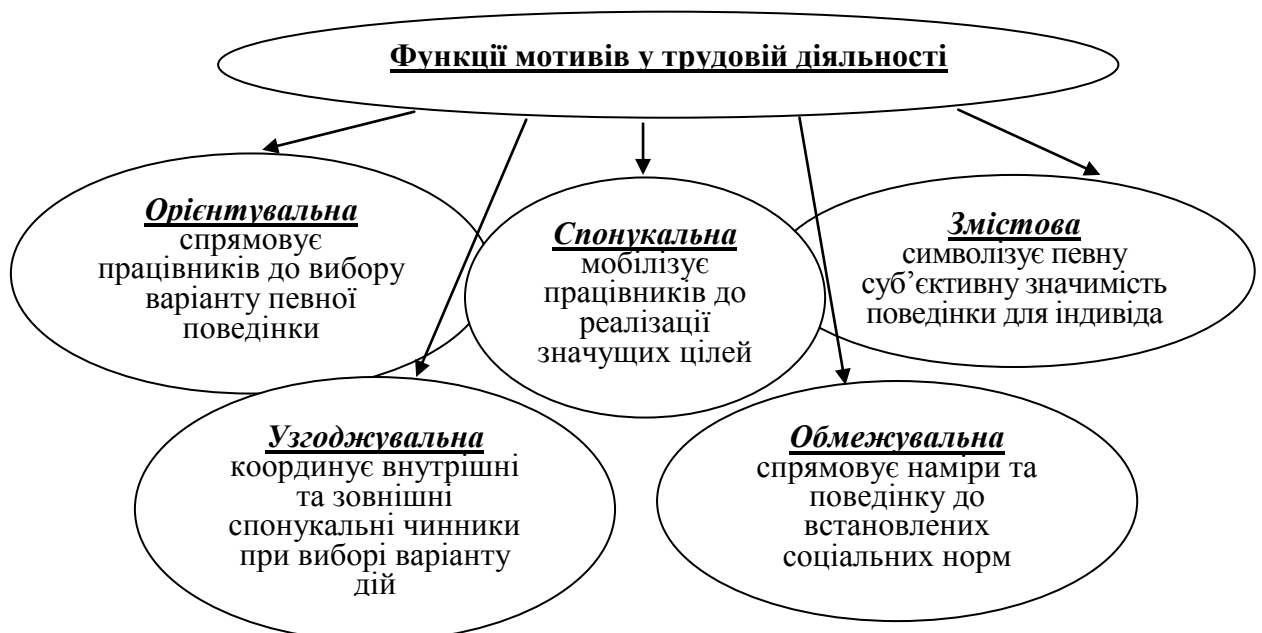 Функції мотивів у трудовій діяльності
Орієнтувальна
спрямовує
працівників до вибору
варіанту певної
поведінки
Спонукальна
мобілізує
працівників до
реалізації
значущих цілей
Змістова
символізує певну
суб’єктивну значимість
поведінки для індивіда
Узгоджувальна
координує внутрішні
та зовнішні
спонукальні чинники
при виборі варіанту
дій
Обмежувальна
спрямовує наміри та
поведінку до
встановлених
соціальних норм